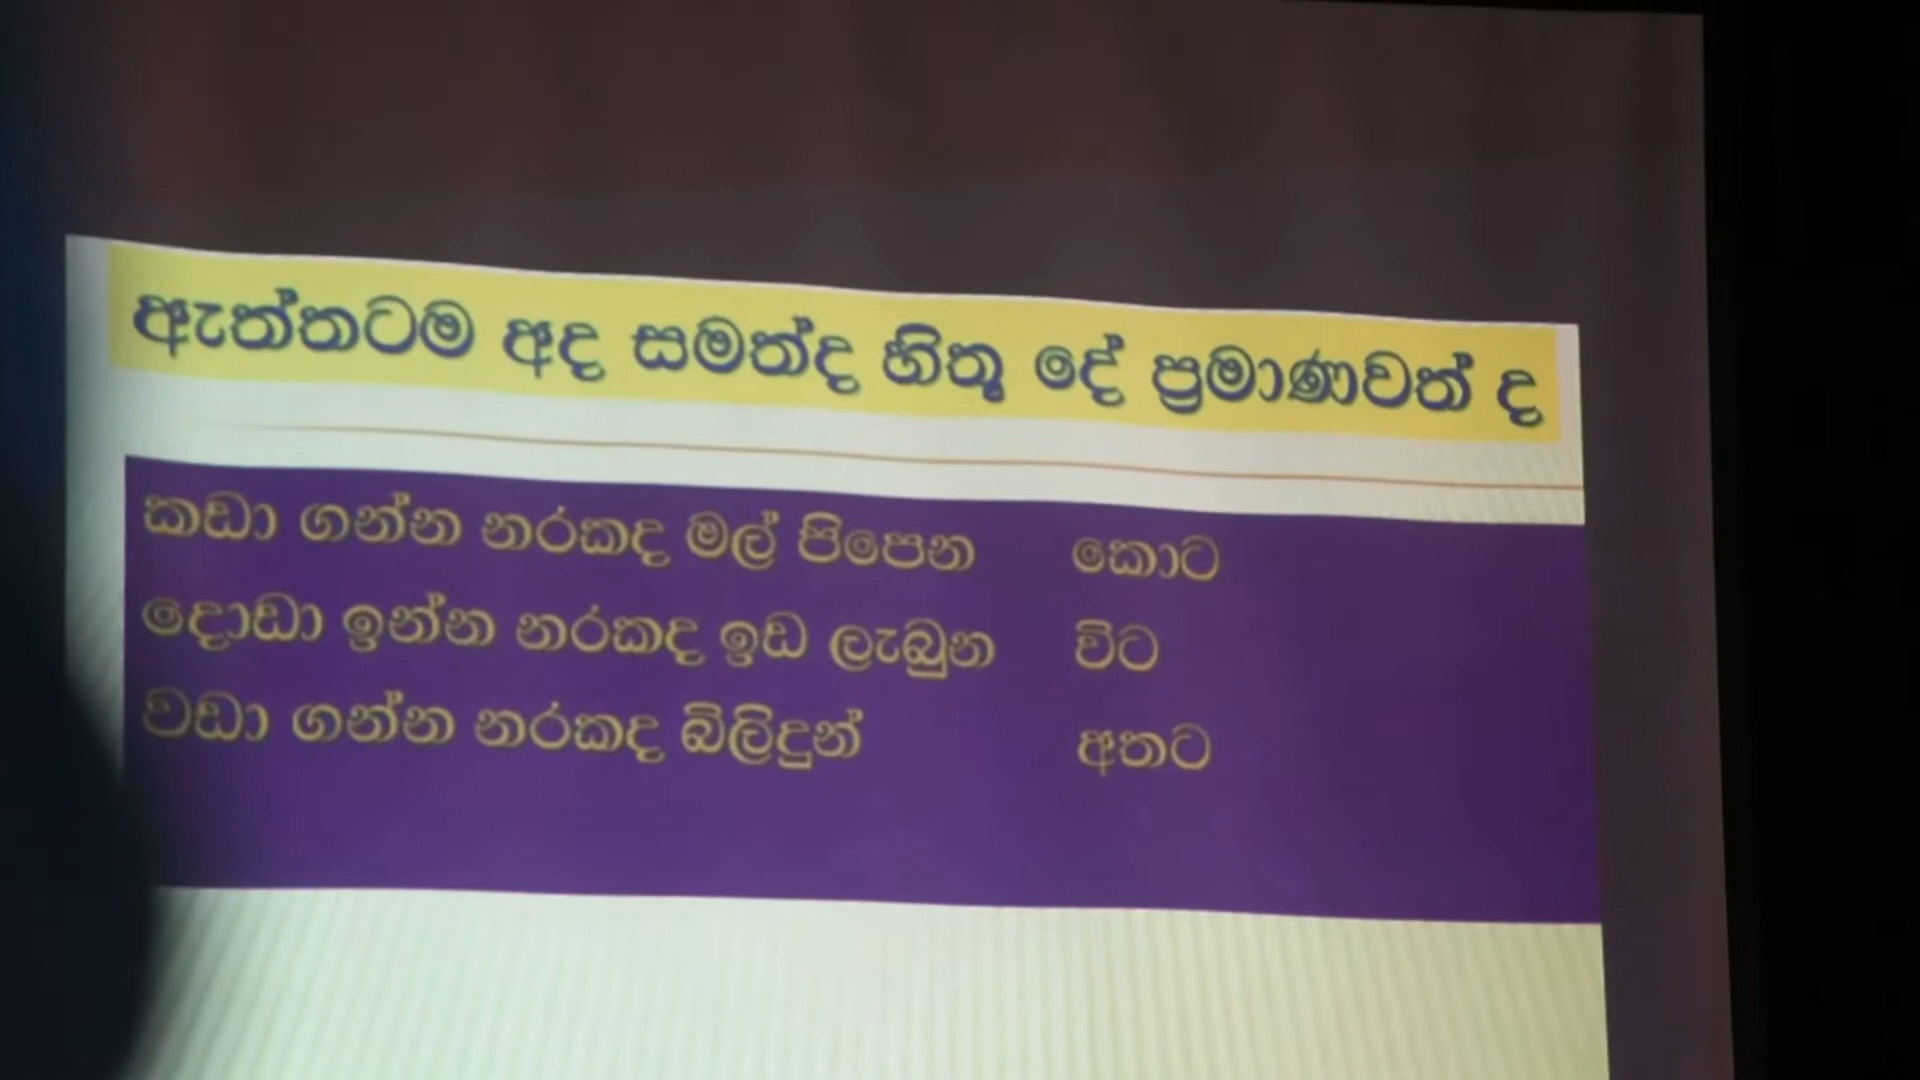 ඇත්තටම අද සමත්ද හිතූ දේ ප්‍රමාණවත් ද
කඩා ගන්න නරකද මල් පිපෙන කොට
දොඩා ඉන්න නරකද ඉඩ ලැබුන විට
වඩා ගන්න නරකද බිලිඳුන් අතට